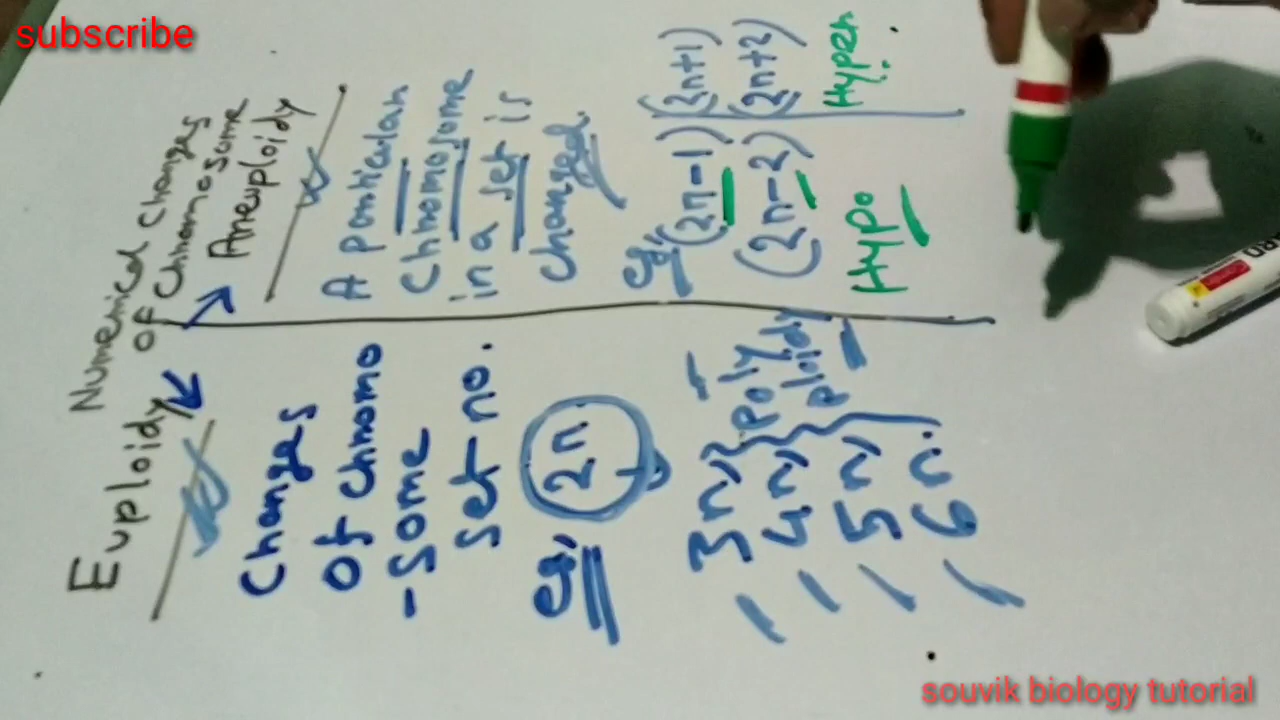 subscribe
Numerical changes
of Chromosome
Euploidy
Changes
of chromo
-some
set no.
eg, 2n
3n, poly
4n, ploidy
5n,
6n.
Aneuploidy
A particular
Chromosome
in a set is
changed
eg, (2n-1) (2n+1)
(2n-2) (2n+2)
Hypo Hyper
souvik biology tutorial